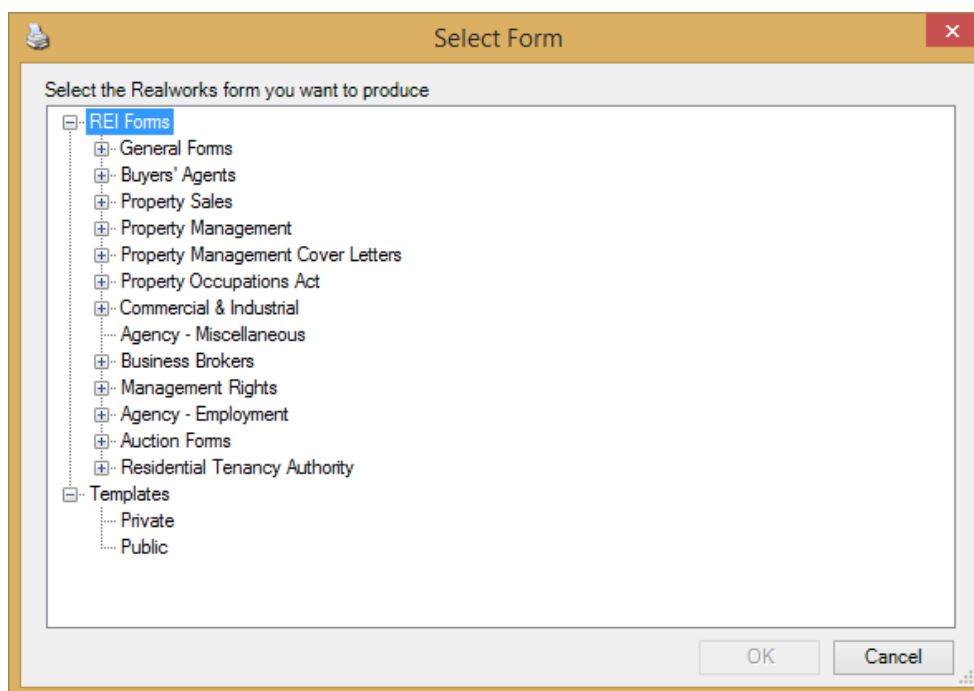 Select Form
Select the Realworks form you want to produce
REI Forms
General Forms
Buyers' Agents
Property Sales
Property Management
Property Management Cover Letters
Property Occupations Act
Commercial & Industrial
Agency - Miscellaneous
Business Brokers
Management Rights
Agency - Employment
Auction Forms
Residential Tenancy Authority
Templates
Private
Public
OK Cancel